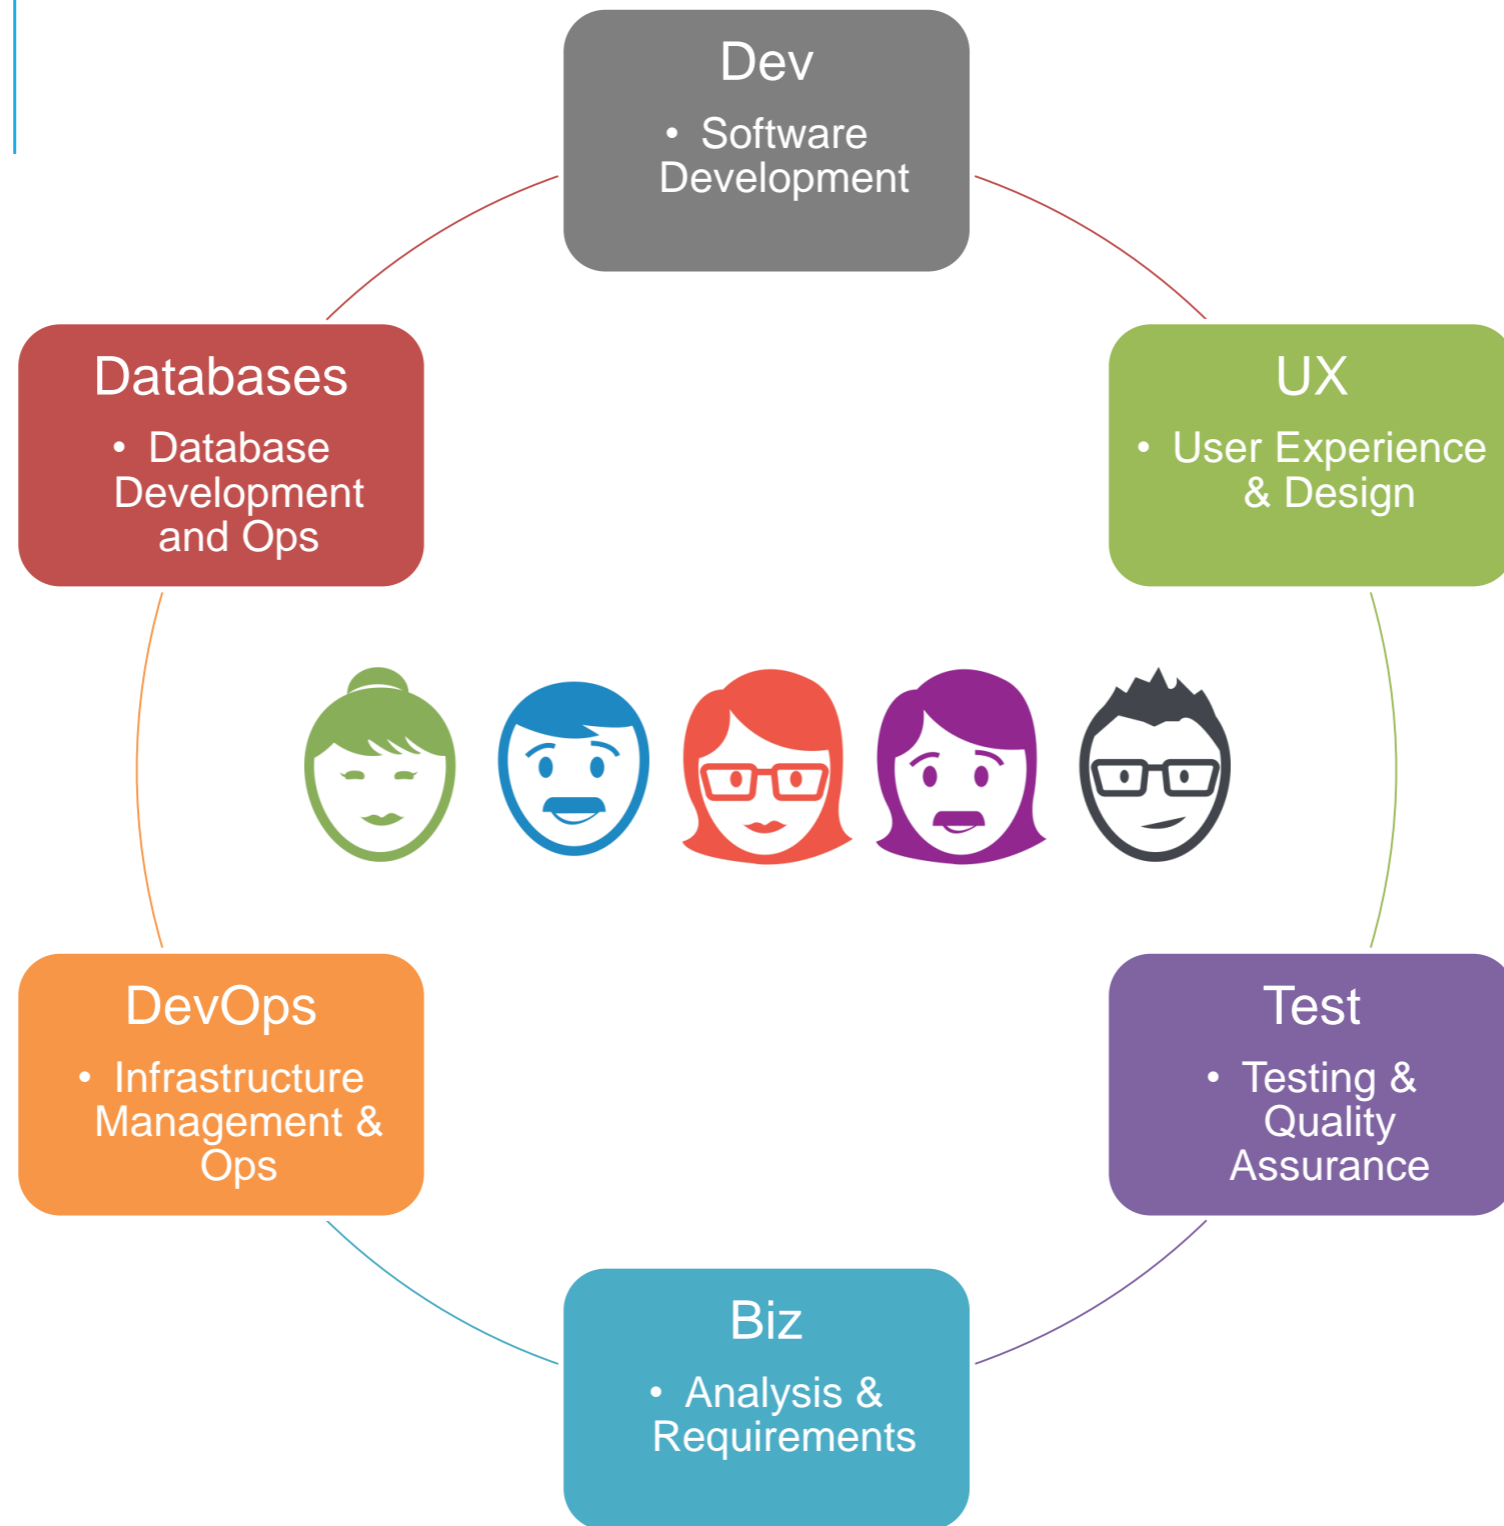 Dev
• Software
Development
Databases
• Database
Development
and Ops
UX
• User Experience
& Design
DevOps
• Infrastructure
Management &
Ops
Test
• Testing &
Quality
Assurance
Biz
• Analysis &
Requirements